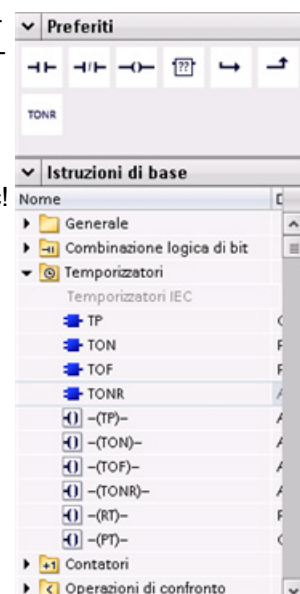 Preferiti
??
TONR
Istruzioni di base
Nome
Generale
Combinazione logica di bit
Temporizzatori
Temporizzatori IEC
TP
TON
TOF
TONR
–(TP)–
–(TON)–
–(TOF)–
–(TONR)–
–(RT)–
–(PT)–
+1 Contatori
Operazioni di confronto